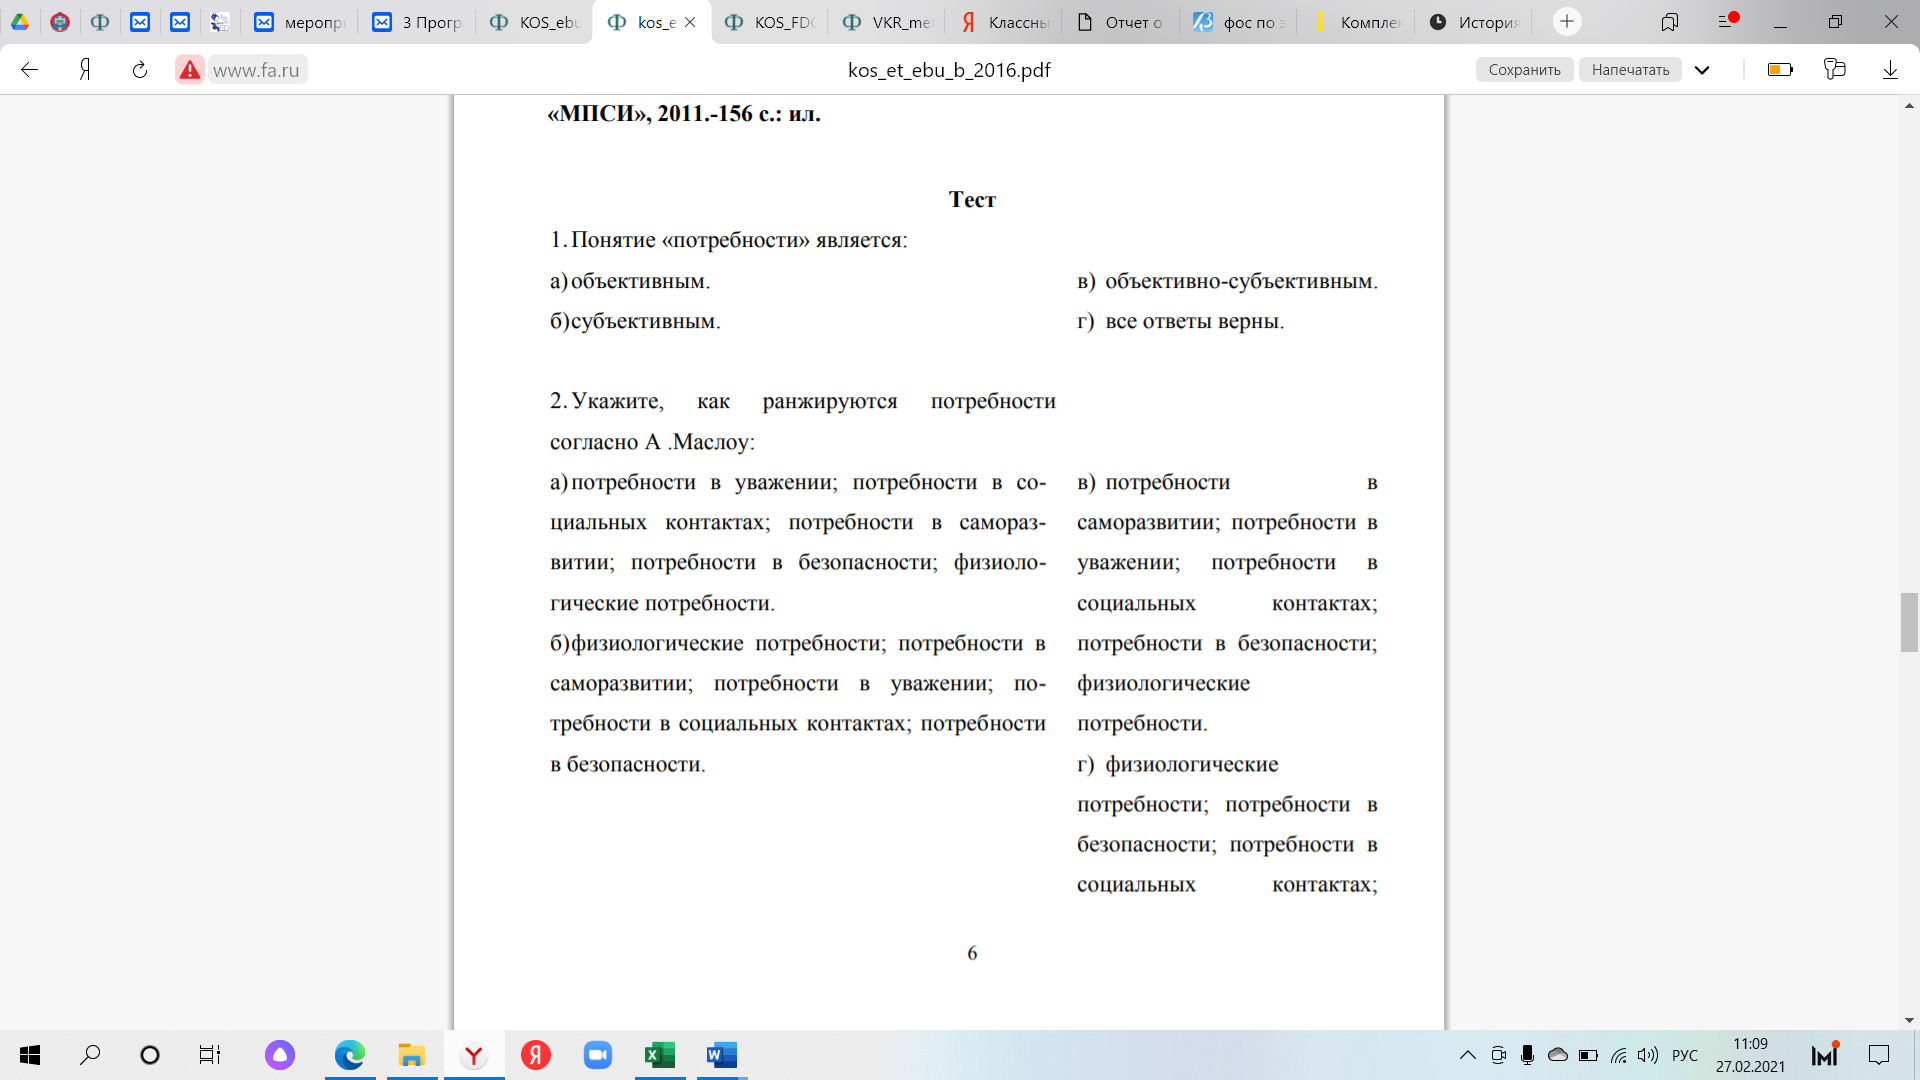 меропр
3 Прогр
KOS_ebu
kos_e
KOS_FD
VKR_me
Классны
Отчет о
фос по э
Комплек
История
www.fa.ru
kos_et_ebu_b_2016.pdf
Сохранить
Напечатать
«МПСИ», 2011.-156 с.: ил.
Тест
1. Понятие «потребности» является:
а) объективным.
б) субъективным.
в) объективно-субъективным.
г) все ответы верны.
2. Укажите, как ранжируются потребности
согласно А .Маслоу:
а) потребности в уважении; потребности в со-
циальных контактах; потребности в самораз-
витии; потребности в безопасности; физиоло-
гические потребности.
б) физиологические потребности; потребности в
саморазвитии; потребности в уважении; по-
требности в социальных контактах; потребности
в безопасности.
в) потребности в
саморазвитии; потребности в
уважении; потребности в
социальных контактах;
потребности в безопасности;
физиологические
потребности.
г) физиологические
потребности; потребности в
безопасности; потребности в
социальных контактах;
6
РУС
11:09
27.02.2021